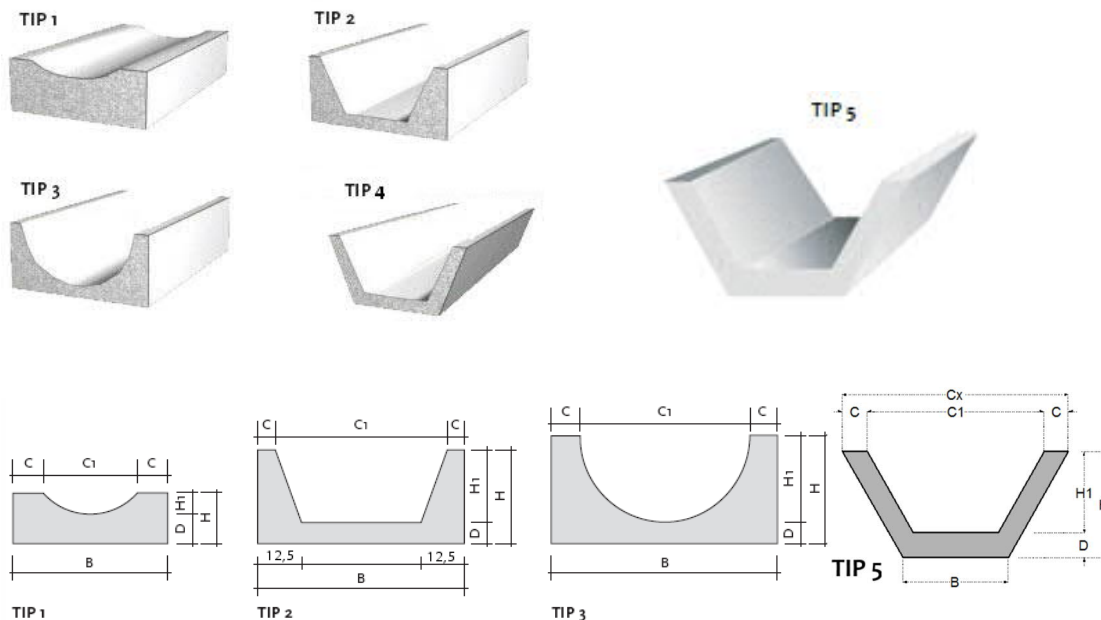 TIP 1
TIP 2
TIP 5
TIP 3
TIP 4
C C1 C
H1
D
H
B
TIP 1
C C1 C
H1
D
H
12,5 12,5
B
TIP 2
C C1 C
H1
D
H
B
TIP 3
Cx
C C1 C
H1
D
B
TIP 5